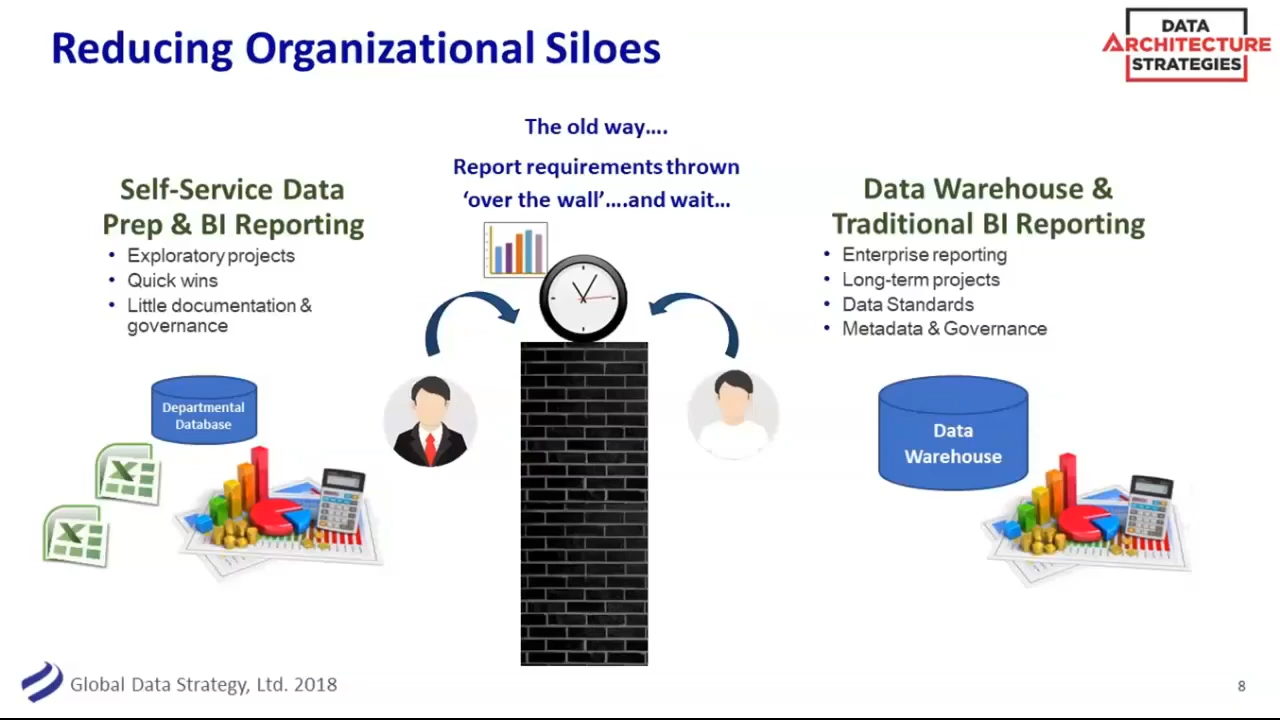 Reducing Organizational Siloes
DATA
ARCHITECTURE
STRATEGIES
The old way....
Report requirements thrown
‘over the wall’....and wait...
Self-Service Data
Prep & BI Reporting
• Exploratory projects
• Quick wins
• Little documentation &
governance
Departmental
Database
Data Warehouse &
Traditional BI Reporting
• Enterprise reporting
• Long-term projects
• Data Standards
• Metadata & Governance
Data
Warehouse
Global Data Strategy, Ltd. 2018
8